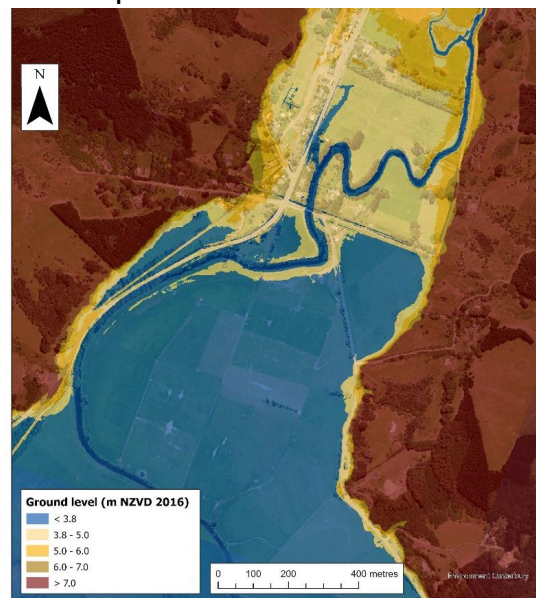 N
Ground level (m NZVD 2016)
< 3.8
3.8 - 5.0
5.0 - 6.0
6.0 - 7.0
> 7.0
0 100 200 400 metres
Environment Canterbury